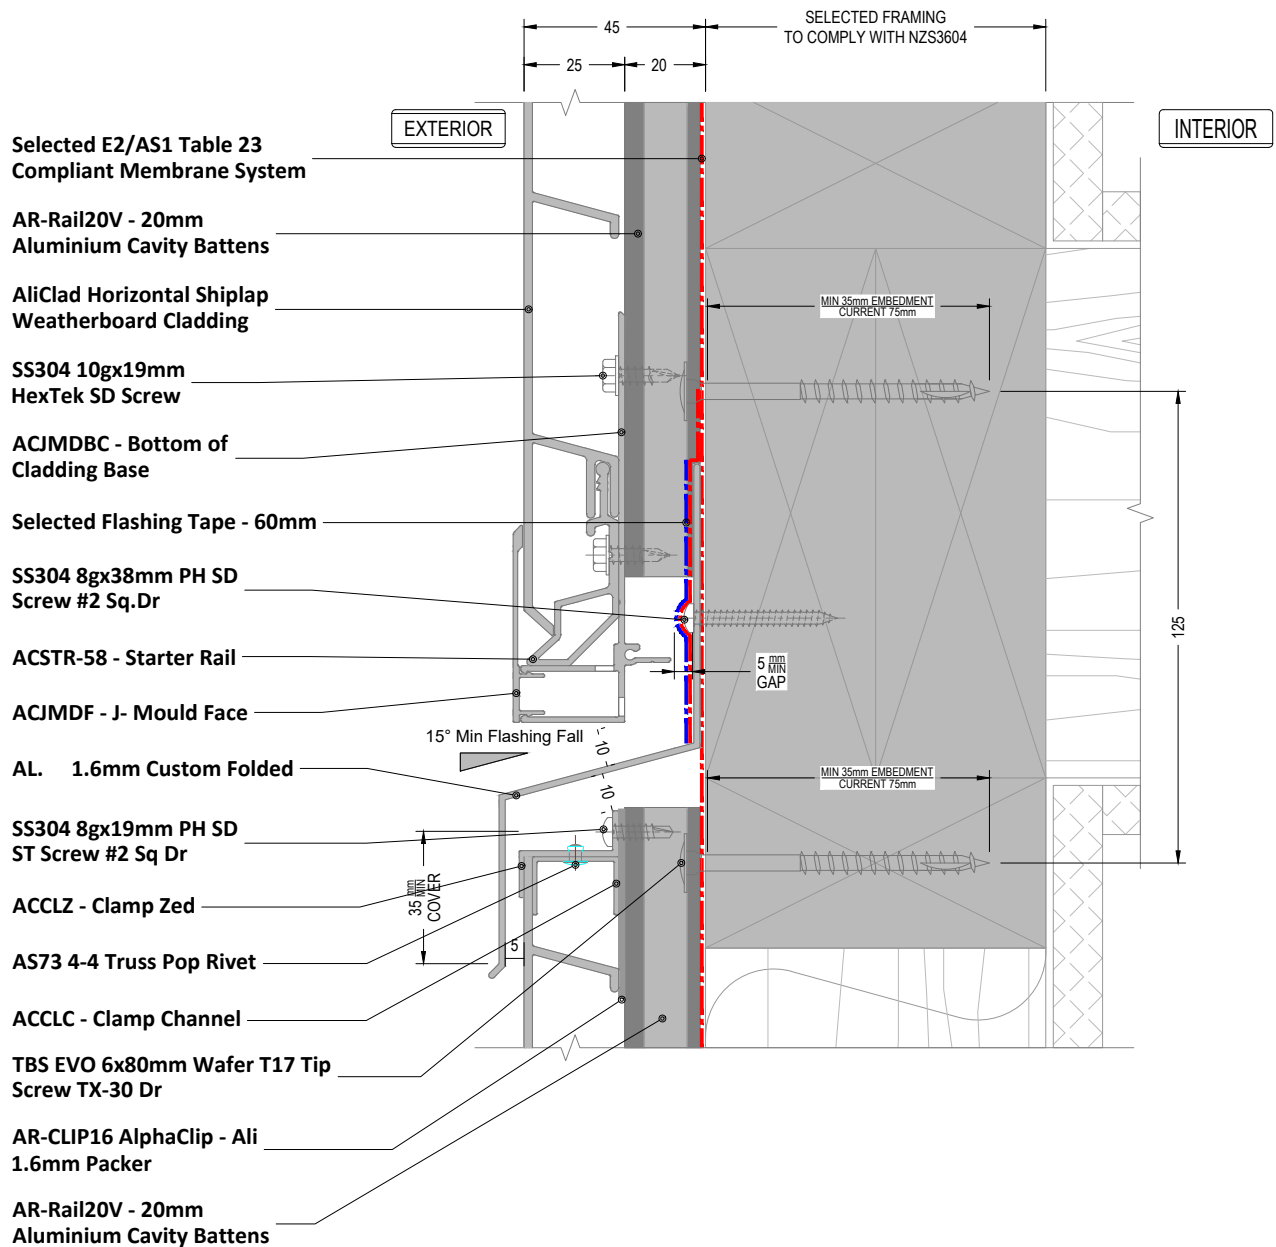 SELECTED FRAMING
TO COMPLY WITH NZS3604
45
25
20
EXTERIOR
INTERIOR
Selected E2/AS1 Table 23
Compliant Membrane System
AR-Rail20V - 20mm
Aluminium Cavity Battens
AliClad Horizontal Shiplap
Weatherboard Cladding
MIN 35mm EMBEDMENT
CURRENT 75mm
SS304 10gx19mm
HexTek SD Screw
ACJMDBC - Bottom of
Cladding Base
Selected Flashing Tape - 60mm
SS304 8gx38mm PH SD
Screw #2 Sq.Dr
125
ACSTR-58 - Starter Rail
5 mm MIN
GAP
ACJMDF - J- Mould Face
15° Min Flashing Fall
10
10
AL. 1.6mm Custom Folded
MIN 35mm EMBEDMENT
CURRENT 75mm
SS304 8gx19mm PH SD
ST Screw #2 Sq Dr
35 mm MIN
COVER
ACCLZ - Clamp Zed
5
AS73 4-4 Truss Pop Rivet
ACCLC - Clamp Channel
TBS EVO 6x80mm Wafer T17 Tip
Screw TX-30 Dr
AR-CLIP16 AlphaClip - Ali
1.6mm Packer
AR-Rail20V - 20mm
Aluminium Cavity Battens